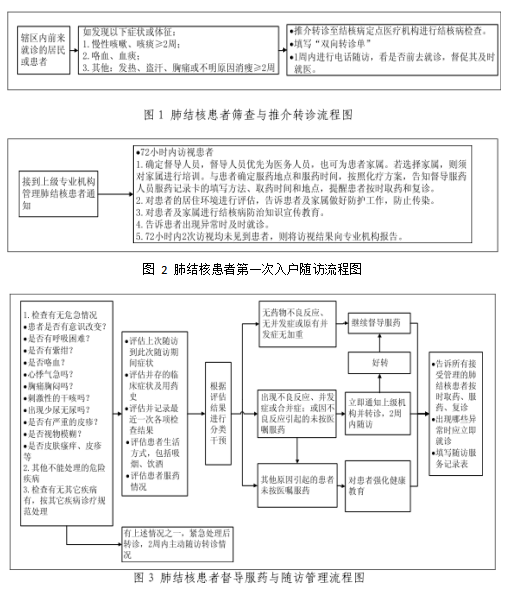 辖区内前来
就诊的居民
或患者
如发现以下症状或体征:
1.慢性咳嗽、咳痰≥2周;
2.咯血、血痰;
3.其他: 发热、盗汗、胸痛或不明原因消瘦≥2周
●推介转诊至结核病定点医疗机构进行结核病检查。
●填写“双向转诊单”
●1周内进行电话随访,看是否前去就诊,督促其及时
就医。
图 1 肺结核患者筛查与推介转诊流程图
接到上级专业机构
管理肺结核患者通
知
●72小时内访视患者
1.确定督导人员,督导人员优先为医务人员,也可为患者家属。若选择家属,则须
对家属进行培训。与患者确定服药地点和服药时间,按照化疗方案,告知督导服药
人员服药记录卡的填写方法、取药时间和地点,提醒患者按时取药和复诊。
2.对患者的居住环境进行评估,告诉患者及家属做好防护工作,防止传染。
3.对患者及家属进行结核病防治知识宣传教育。
4.告诉患者出现异常时及时就诊。
5.72小时内2次访视均未见到患者,则将访视结果向专业机构报告。
图 2 肺结核患者第一次入户随访流程图
1.检查有无危急情况
●患者是否有意识改变?
●是否有呼吸困难?
●是否有紫绀?
●是否咯血?
●心悸气急吗?
●胸痛胸闷吗?
●刺激性的干咳吗?
●出现少尿无尿吗?
●是否有严重的皮疹?
●是否视物模糊?
●是否皮肤瘙痒、皮疹
等
2.其他不能处理的危险
疾病
3.检查有无其它疾病
有,按其它疾病诊疗规
范处理
●评估上次随访
到此次随访期
间症状
●评估并存的临
床症状及用药
史
●评估并记录最
近一次各项检
查结果
●评估患者生活
方式,包括吸
烟、饮酒
●评估患者服药
情况
根据
评估
结果
进行
分类
干预
无药物不良反应、
无并发症或原有并
发症无加重
出现不良反应、并
发症或合并症;或因不
良反应引起的未按
医嘱服药
其他原因引起的患者
未按医嘱服药
继续督导服药
好转
立即通知上级机构
并转诊,2周
内随访
对患者强化健康
教育
●告诉所有接
受管理的肺
结核患者按
时取药、服
药、复诊
●出现哪些异
常时应立即
就诊
●填写随访服
务记录表
有上述情况之一,紧急处理后
转诊,2周内主动随访转诊情
况
图 3 肺结核患者督导服药与随访管理流程图